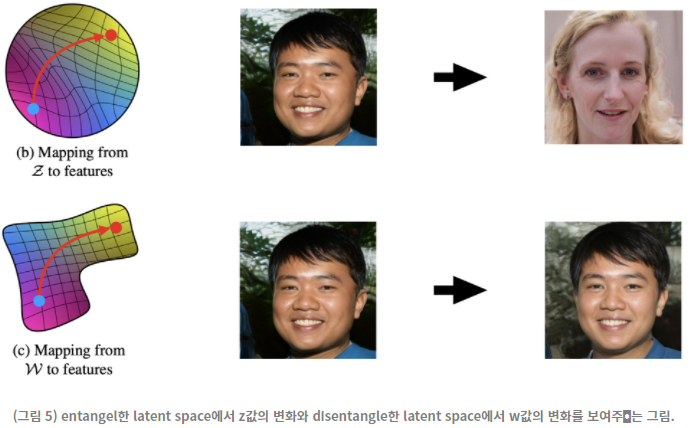 (b) Mapping from
𝒵 to features
(c) Mapping from
𝒲 to features
(그림 5) entangel한 latent space에서 z값의 변화와 dIsentangle한 latent space에서 w값의 변화를 보여주는 그림.